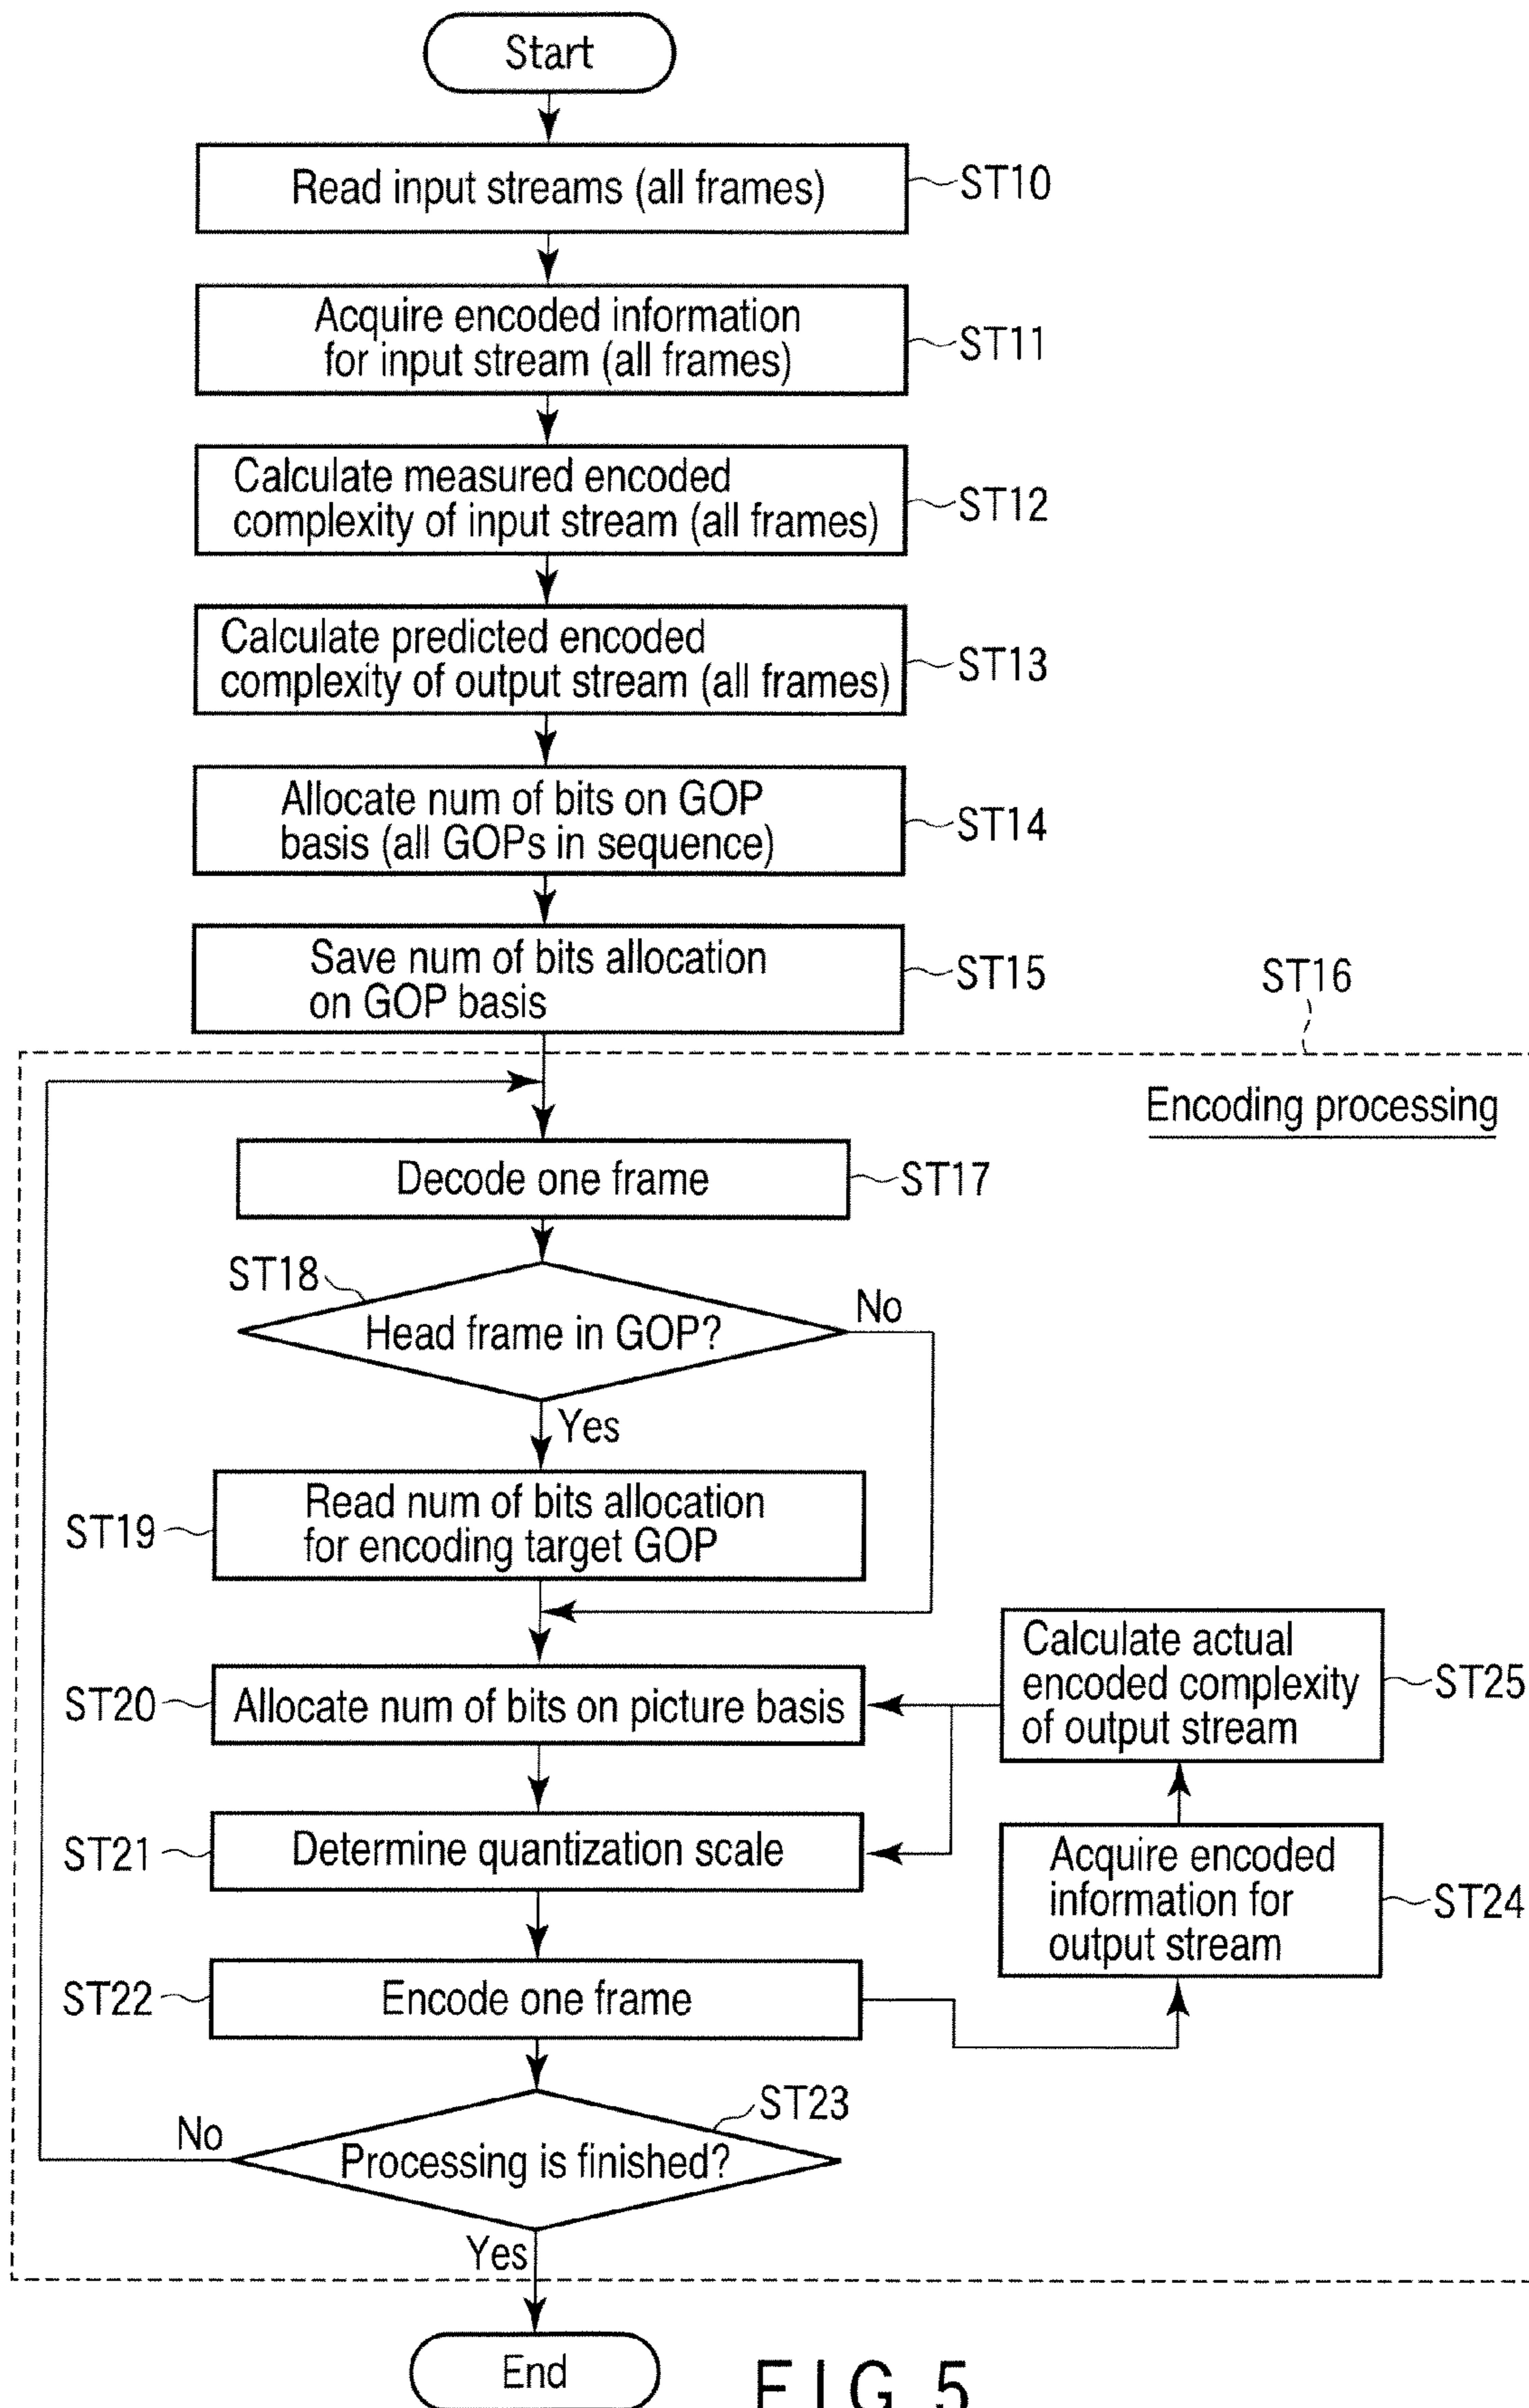 Start
Read input streams (all frames)
ST10
Acquire encoded information
for input stream (all frames)
ST11
Calculate measured encoded
complexity of input stream (all frames)
ST12
Calculate predicted encoded
complexity of output stream (all frames)
ST13
Allocate num of bits on GOP
basis (all GOPs in sequence)
ST14
Save num of bits allocation
on GOP basis
ST15
ST16
Encoding processing
Decode one frame
ST17
ST18
Head frame in GOP?
No
Yes
Read num of bits allocation
for encoding target GOP
ST19
Calculate actual
encoded complexity
of output stream
ST25
ST20
Allocate num of bits on picture basis
ST21
Determine quantization scale
Acquire encoded
information for
output stream
ST24
ST22
Encode one frame
ST23
No
Processing is finished?
Yes
End
FIG. 5